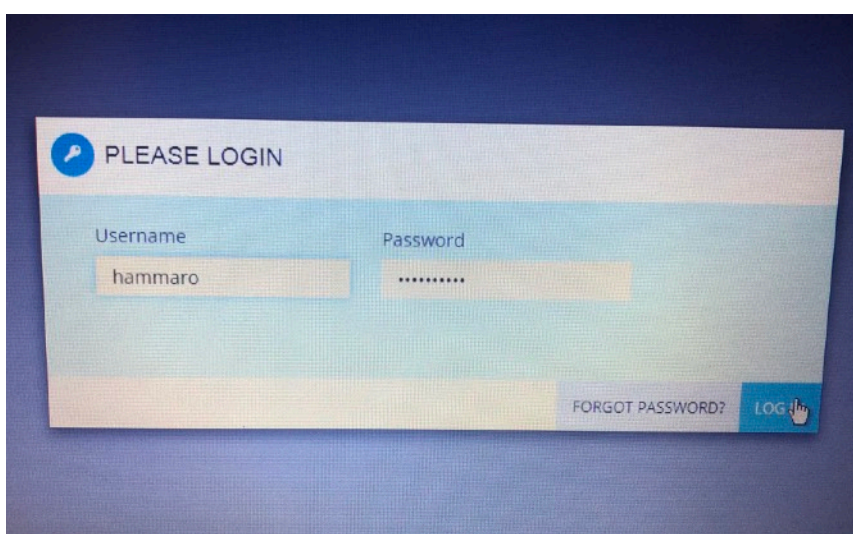 PLEASE LOGIN
Username Password
hammaro ••••••••••
FORGOT PASSWORD? LOG